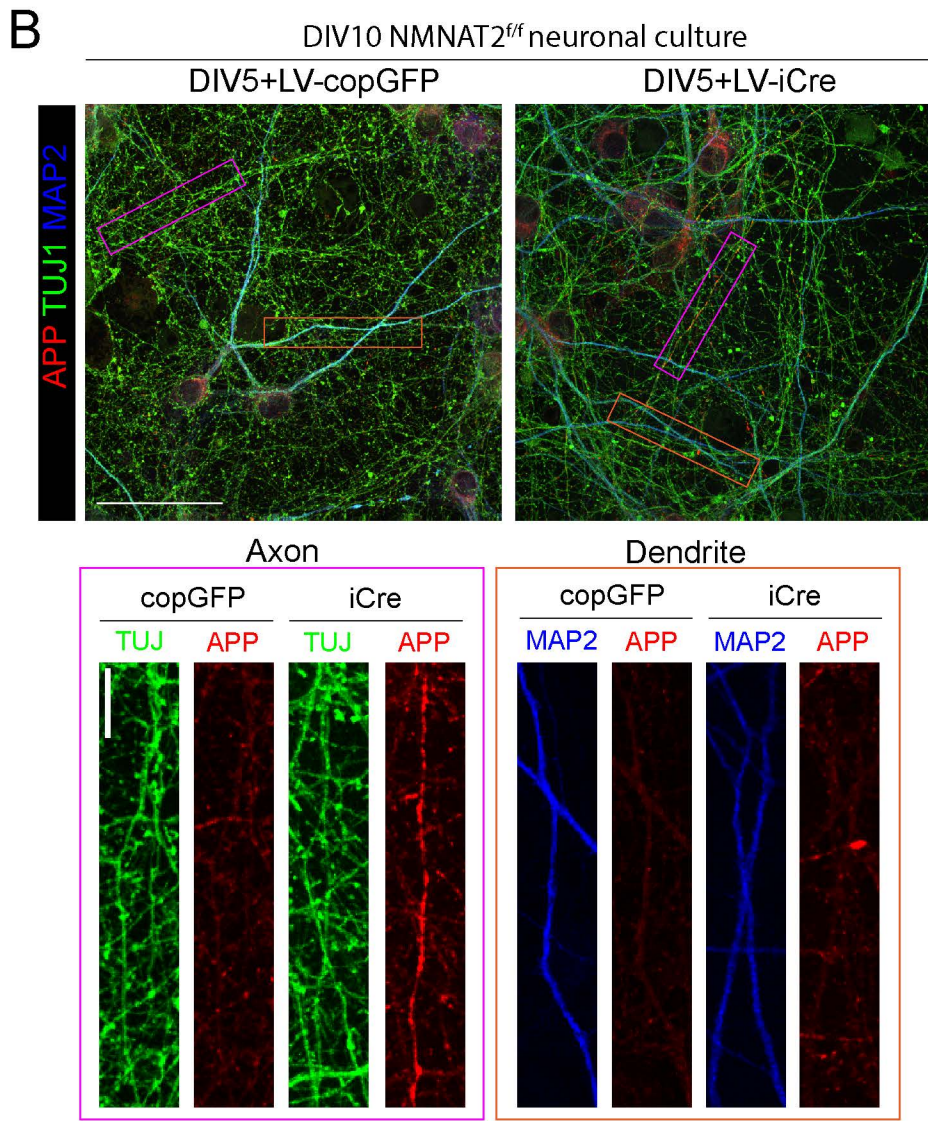 B
DIV10 NMNAT2f/f neuronal culture
DIV5+LV-copGFP DIV5+LV-iCre
APP TUJ1 MAP2
Axon Dendrite
copGFP iCre copGFP iCre
TUJ APP TUJ APP MAP2 APP MAP2 APP